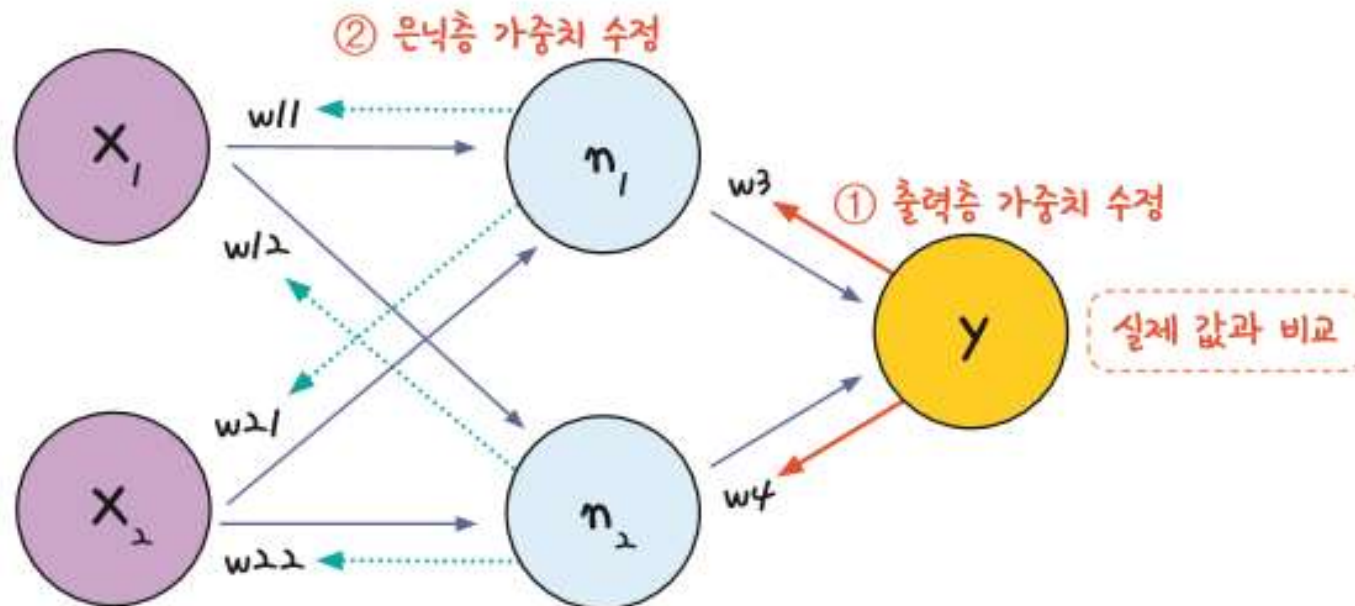 ② 은닉층 가중치 수정
x₁
w11
n₁
w3
① 출력층 가중치 수정
w12
y
실제 값과 비교
w21
x₂
w22
n₂
w4